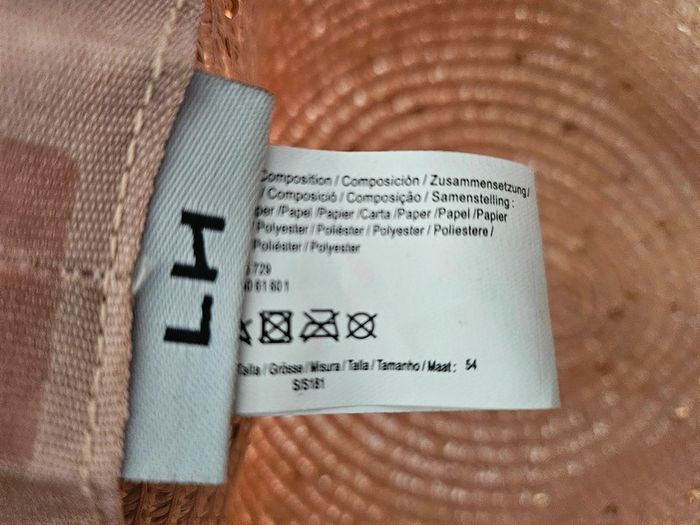 LH
Composition / Composición / Zusammensetzung /
/ Composició / Composição / Samenstelling :
/Papel /Papier /Carta /Paper /Papel /Papier
/ Polyester / Poliéster / Polyester / Poliestere /
Poliéster / Polyester
729
/ Grösse / Misura / Talla / Tamanho / Maat : 54
S/S181